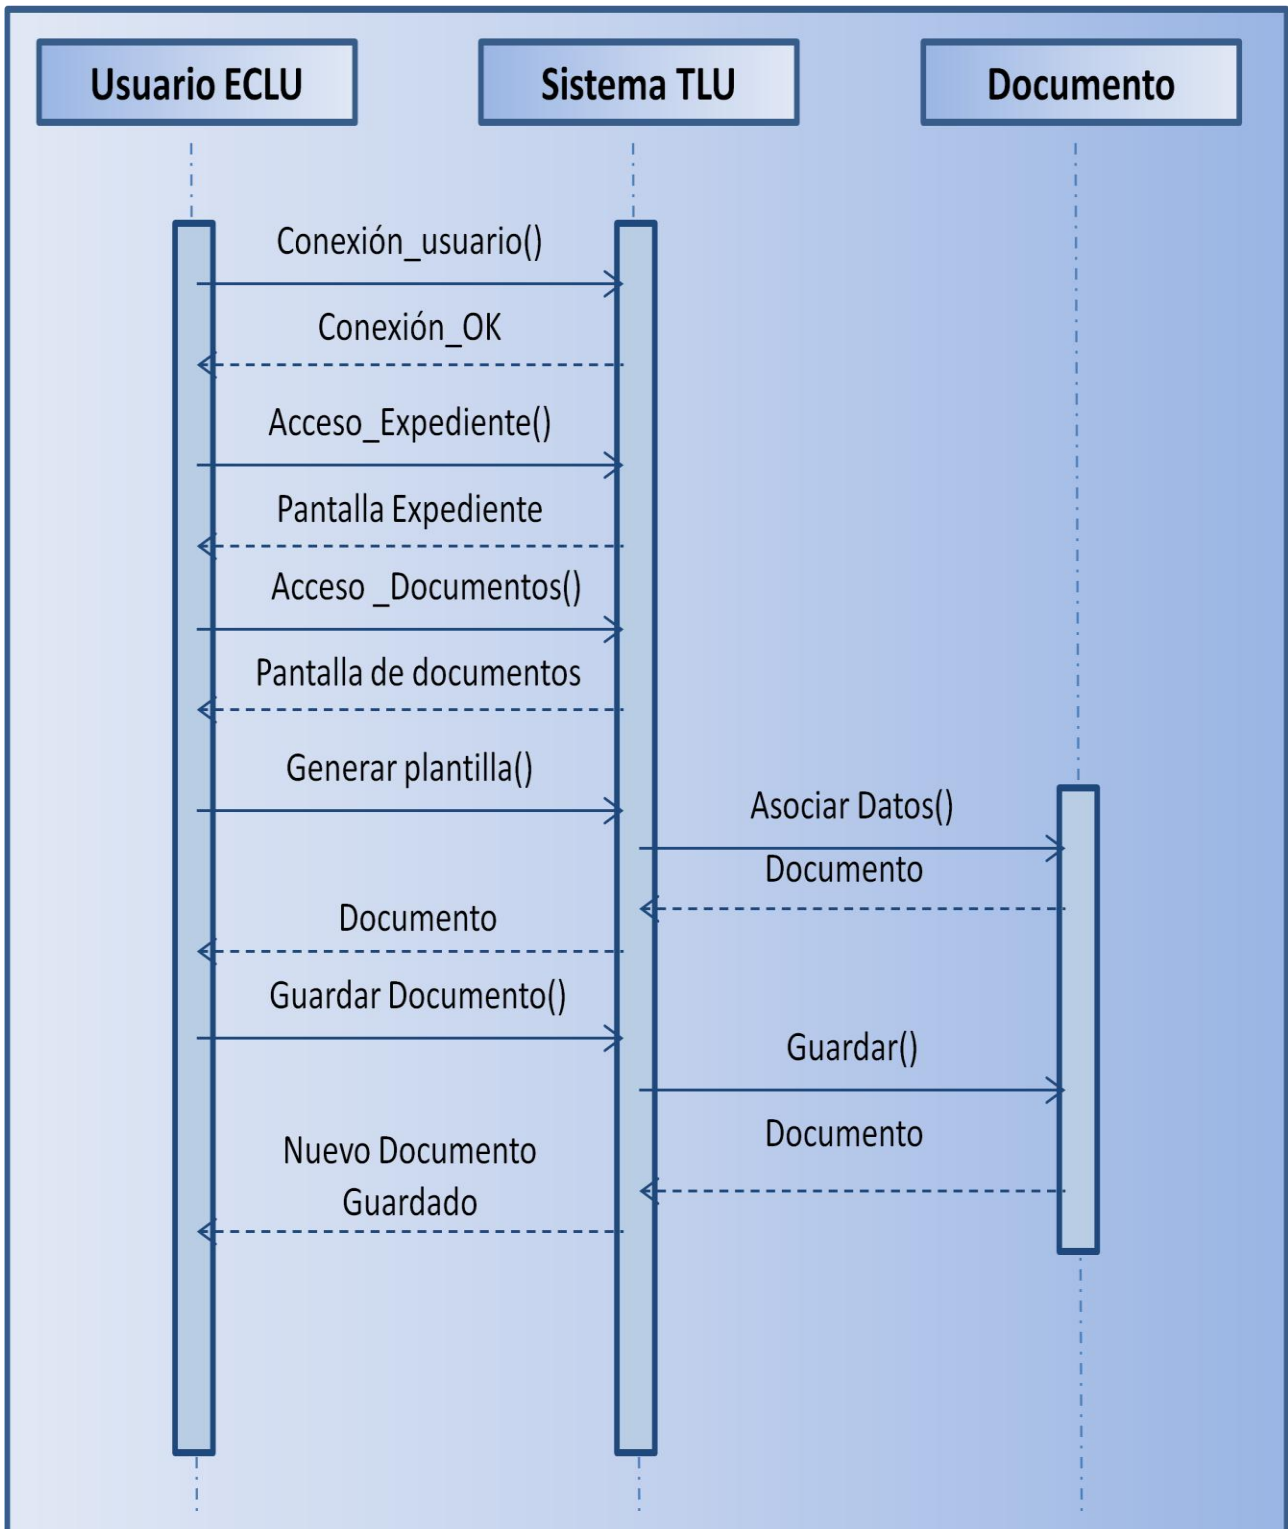 Usuario ECLU
Sistema TLU
Documento
Conexión_usuario()
Conexión_OK
Acceso_Expediente()
Pantalla Expediente
Acceso _Documentos()
Pantalla de documentos
Generar plantilla()
Asociar Datos()
Documento
Documento
Guardar Documento()
Guardar()
Documento
Nuevo Documento
Guardado